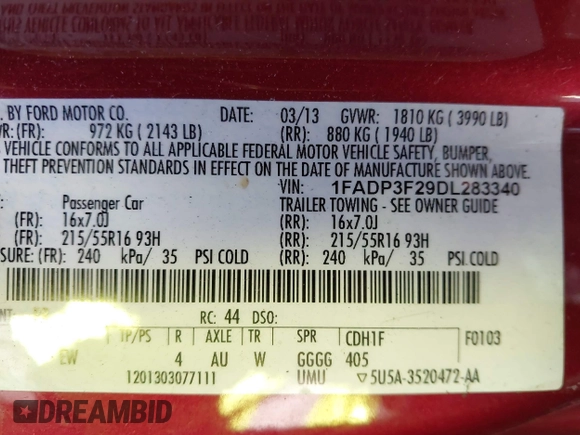 . BY FORD MOTOR CO. DATE: 03/13 GVWR: 1810 KG ( 3990 LB)
WR: (FR): 972 KG ( 2143 LB) (RR): 880 KG ( 1940 LB)
VEHICLE CONFORMS TO ALL APPLICABLE FEDERAL MOTOR VEHICLE SAFETY, BUMPER,
THEFT PREVENTION STANDARDS IN EFFECT ON THE DATE OF MANUFACTURE SHOWN ABOVE.
VIN: 1FADP3F29DL283340
Passenger Car TRAILER TOWING - SEE OWNER GUIDE
(FR): 16x7.0J (RR): 16x7.0J
(FR): 215/55R16 93H (RR): 215/55R16 93H
SURE: (FR): 240 kPa/ 35 PSI COLD (RR): 240 kPa/ 35 PSI COLD
RC: 44 DSO:
TP/PS R AXLE TR SPR CDH1F F0103
EW 4 AU W GGGG 405
1201303077111 UMU ▽5U5A-3520472-AA
DREAMBID